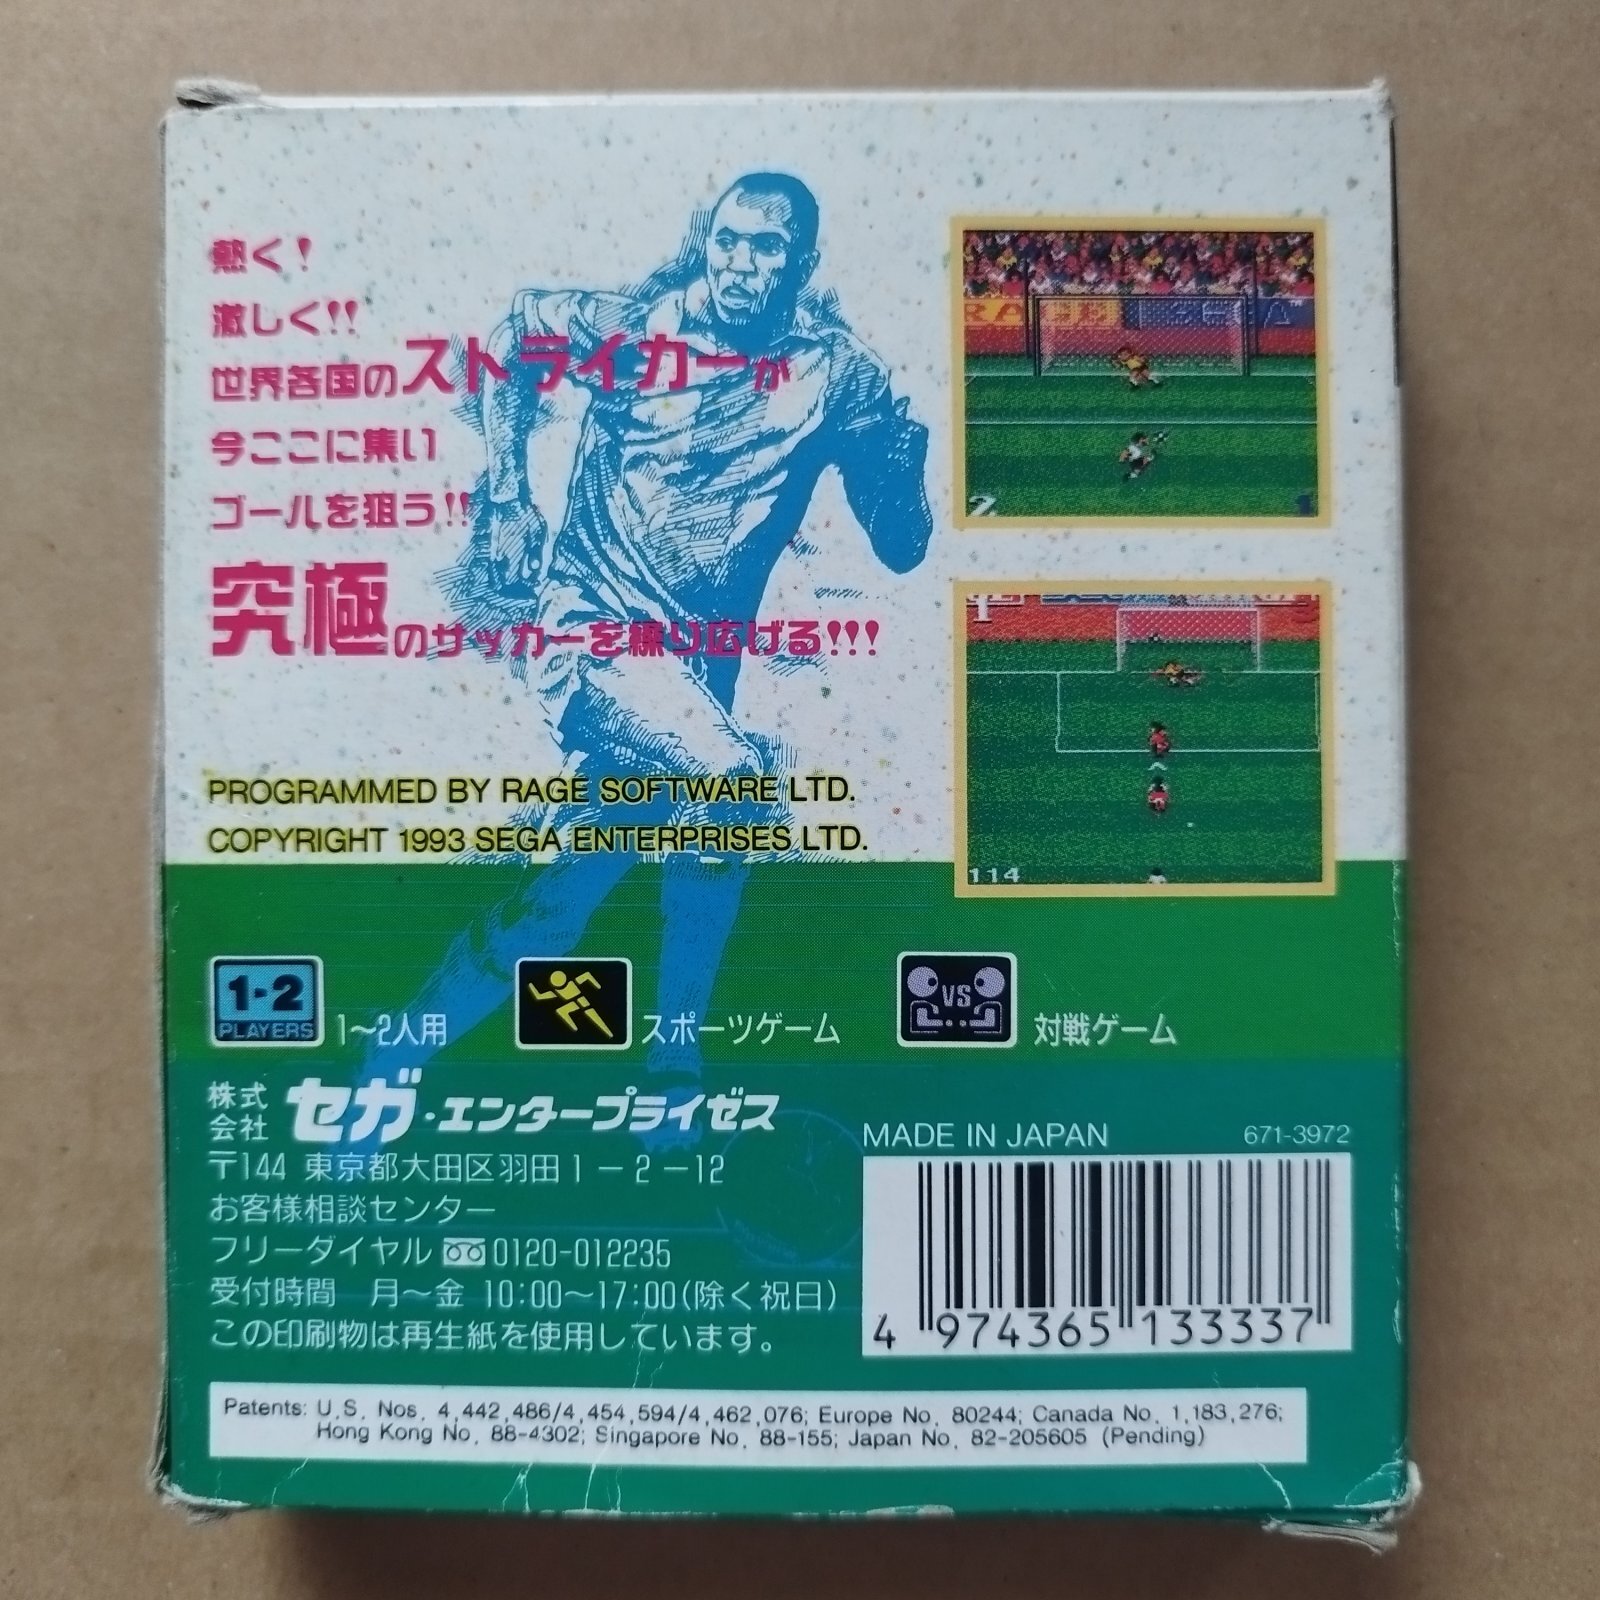 熱く!
激しく!!
世界各国のストライカーが
今ここに集い
ゴールを狙う!!
究極のサッカーを繰り広げる!!!
RAGE SEGA
2 1
1 3
114
PROGRAMMED BY RAGE SOFTWARE LTD.
COPYRIGHT 1993 SEGA ENTERPRISES LTD.
1-2
PLAYERS
1〜2人用
スポーツゲーム
VS
対戦ゲーム
株式会社 セガ・エンタープライゼス
〒144 東京都大田区羽田1-2-12
お客様相談センター
フリーダイヤル 0120-012235
受付時間 月〜金 10:00〜17:00(除く祝日)
この印刷物は再生紙を使用しています。
MADE IN JAPAN 671-3972
4 974365 133337
Patents: U.S. Nos. 4,442,486/4,454,594/4,462,076; Europe No. 80244; Canada No. 1,183,276;
Hong Kong No. 88-4302; Singapore No. 88-155; Japan No. 82-205605 (Pending)